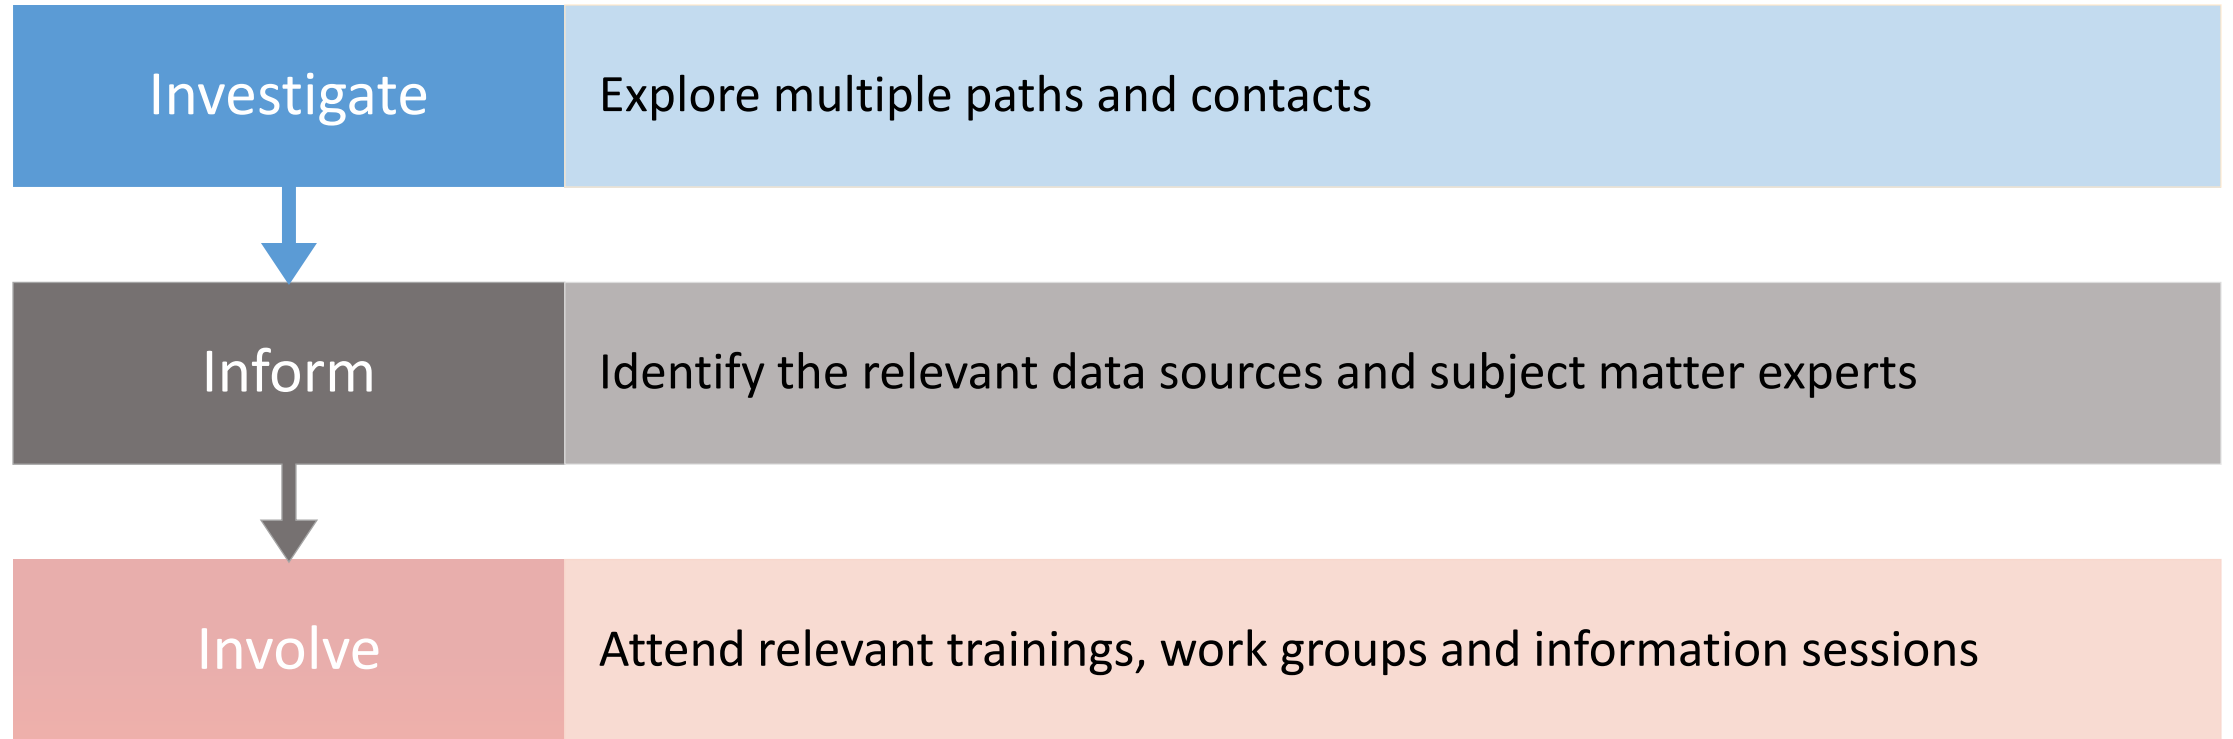 Investigate
Explore multiple paths and contacts
Inform
Identify the relevant data sources and subject matter experts
Involve
Attend relevant trainings, work groups and information sessions